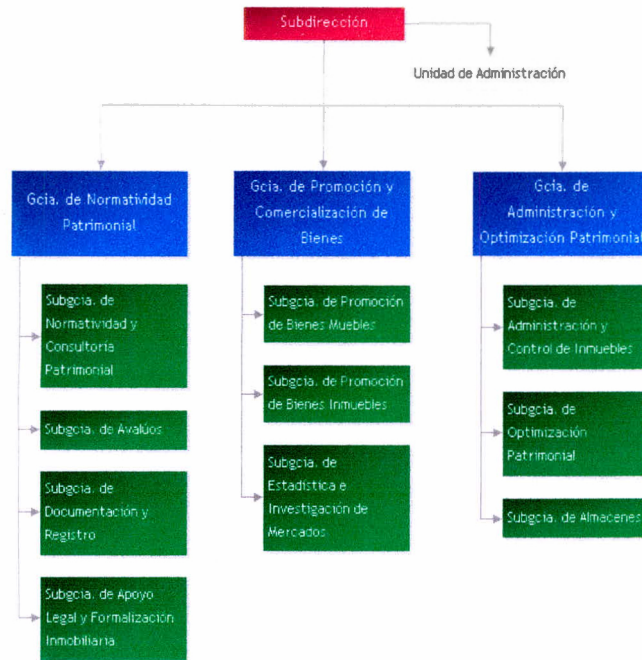 Subdirección
Unidad de Administración
Gcia. de Normatividad
Patrimonial
Gcia. de Promoción y
Comercialización de
Bienes
Gcia. de
Administración y
Optimización Patrimonial
Subgcia. de
Normatividad y
Consultoría
Patrimonial
Subgcia. de Avalúos
Subgcia. de
Documentación y
Registro
Subgcia. de Apoyo
Legal y Formalización
Inmobiliaria
Subgcia. de Promoción
de Bienes Muebles
Subgcia. de Promoción
de Bienes Inmuebles
Subgcia. de
Estadística e
Investigación de
Mercados
Subgcia. de
Administración y
Control de Inmuebles
Subgcia. de
Optimización
Patrimonial
Subgcia. de Almacenes